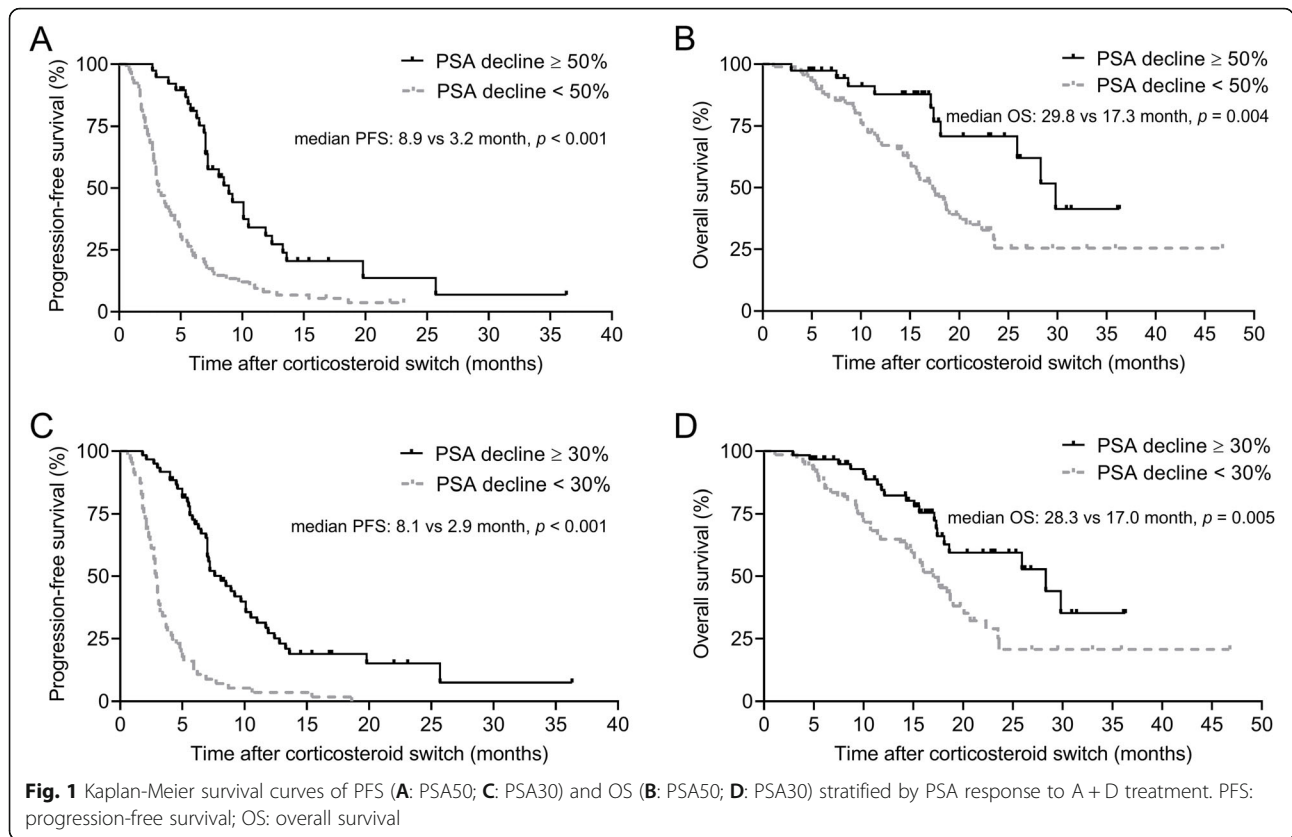 A
Progression-free survival (%)
100
75
50
25
0
0 5 10 15 20 25 30 35 40
Time after corticosteroid switch (months)
PSA decline ≥ 50%
PSA decline < 50%
median PFS: 8.9 vs 3.2 month, p < 0.001
B
Overall survival (%)
100
75
50
25
0
0 5 10 15 20 25 30 35 40 45 50
Time after corticosteroid switch (months)
PSA decline ≥ 50%
PSA decline < 50%
median OS: 29.8 vs 17.3 month, p = 0.004
C
Progression-free survival (%)
100
75
50
25
0
0 5 10 15 20 25 30 35 40
Time after corticosteroid switch (months)
PSA decline ≥ 30%
PSA decline < 30%
median PFS: 8.1 vs 2.9 month, p < 0.001
D
Overall survival (%)
100
75
50
25
0
0 5 10 15 20 25 30 35 40 45 50
Time after corticosteroid switch (months)
PSA decline ≥ 30%
PSA decline < 30%
median OS: 28.3 vs 17.0 month, p = 0.005
Fig. 1 Kaplan-Meier survival curves of PFS (A: PSA50; C: PSA30) and OS (B: PSA50; D: PSA30) stratified by PSA response to A + D treatment. PFS:
progression-free survival; OS: overall survival